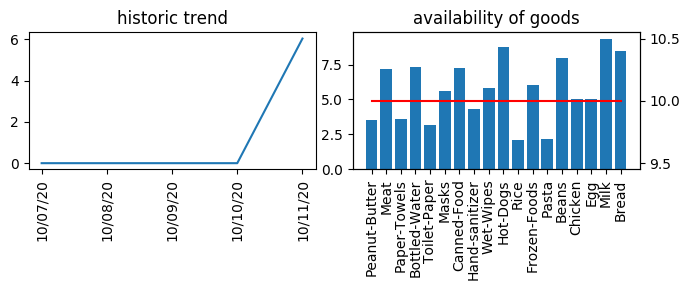 historic trend
6
4
2
0
10/07/20
10/08/20
10/09/20
10/10/20
10/11/20
availability of goods
7.5
5.0
2.5
0.0
10.5
10.0
9.5
Peanut-Butter
Meat
Paper-Towels
Bottled-Water
Toilet-Paper
Masks
Canned-Food
Hand-sanitizer
Wet-Wipes
Hot-Dogs
Rice
Frozen-Foods
Pasta
Beans
Chicken
Egg
Milk
Bread